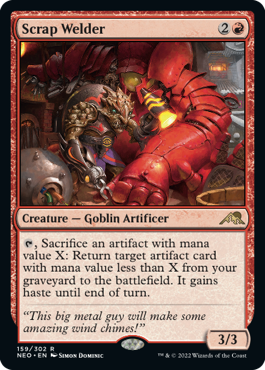 Scrap Welder 2
Creature — Goblin Artificer
, Sacrifice an artifact with mana
value X: Return target artifact card
with mana value less than X from your
graveyard to the battlefield. It gains
haste until end of turn.
“This big metal guy will make some
amazing wind chimes!”
3/3
159/302 R
NEO • EN SIMON DOMINIC
™ & © 2022 Wizards of the Coast